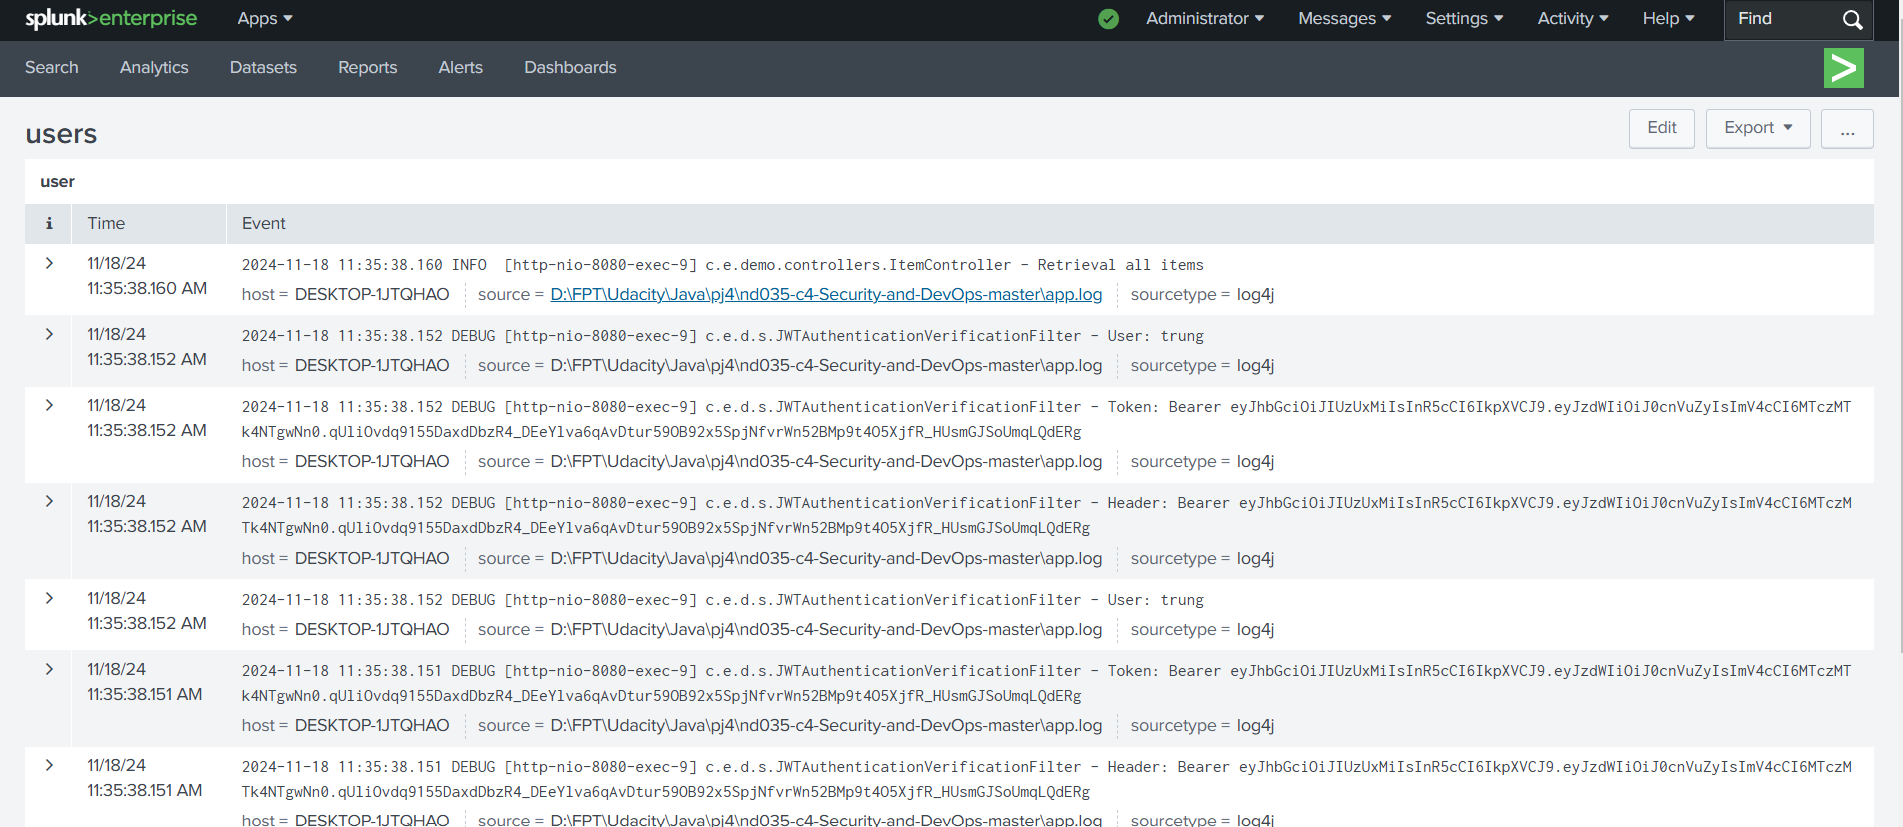 splunk>enterprise Apps Administrator Messages Settings Activity Help Find
Search Analytics Datasets Reports Alerts Dashboards
users Edit Export ...
user
i Time Event
11/18/24 2024-11-18 11:35:38.160 INFO [http-nio-8080-exec-9] c.e.demo.controllers.ItemController - Retrieval all items
11:35:38.160 AM host = DESKTOP-1JTQHAO source = D:\FPT\Udacity\Java\pj4\nd035-c4-Security-and-DevOps-master\app.log sourcetype = log4j
11/18/24 2024-11-18 11:35:38.152 DEBUG [http-nio-8080-exec-9] c.e.d.s.JWTAuthenticationVerificationFilter - User: trung
11:35:38.152 AM host = DESKTOP-1JTQHAO source = D:\FPT\Udacity\Java\pj4\nd035-c4-Security-and-DevOps-master\app.log sourcetype = log4j
11/18/24 2024-11-18 11:35:38.152 DEBUG [http-nio-8080-exec-9] c.e.d.s.JWTAuthenticationVerificationFilter - Token: Bearer eyJhbGciOiJIUzUxMiIsInR5cCI6IkpXVCJ9.eyJzdWIiOiJ0cnVuZyIsImV4cCI6MTczMT
11:35:38.152 AM k4NTgwNn0.qUliOvdq9155DaxdDbzR4_DEeYlva6qAvDtur59OB92x5SpjNfvrWn52BMp9t4O5XjfR_HUsmGJSoUmqLQdERg
host = DESKTOP-1JTQHAO source = D:\FPT\Udacity\Java\pj4\nd035-c4-Security-and-DevOps-master\app.log sourcetype = log4j
11/18/24 2024-11-18 11:35:38.152 DEBUG [http-nio-8080-exec-9] c.e.d.s.JWTAuthenticationVerificationFilter - Header: Bearer eyJhbGciOiJIUzUxMiIsInR5cCI6IkpXVCJ9.eyJzdWIiOiJ0cnVuZyIsImV4cCI6MTczM
11:35:38.152 AM Tk4NTgwNn0.qUliOvdq9155DaxdDbzR4_DEeYlva6qAvDtur59OB92x5SpjNfvrWn52BMp9t4O5XjfR_HUsmGJSoUmqLQdERg
host = DESKTOP-1JTQHAO source = D:\FPT\Udacity\Java\pj4\nd035-c4-Security-and-DevOps-master\app.log sourcetype = log4j
11/18/24 2024-11-18 11:35:38.152 DEBUG [http-nio-8080-exec-9] c.e.d.s.JWTAuthenticationVerificationFilter - User: trung
11:35:38.152 AM host = DESKTOP-1JTQHAO source = D:\FPT\Udacity\Java\pj4\nd035-c4-Security-and-DevOps-master\app.log sourcetype = log4j
11/18/24 2024-11-18 11:35:38.151 DEBUG [http-nio-8080-exec-9] c.e.d.s.JWTAuthenticationVerificationFilter - Token: Bearer eyJhbGciOiJIUzUxMiIsInR5cCI6IkpXVCJ9.eyJzdWIiOiJ0cnVuZyIsImV4cCI6MTczMT
11:35:38.151 AM k4NTgwNn0.qUliOvdq9155DaxdDbzR4_DEeYlva6qAvDtur59OB92x5SpjNfvrWn52BMp9t4O5XjfR_HUsmGJSoUmqLQdERg
host = DESKTOP-1JTQHAO source = D:\FPT\Udacity\Java\pj4\nd035-c4-Security-and-DevOps-master\app.log sourcetype = log4j
11/18/24 2024-11-18 11:35:38.151 DEBUG [http-nio-8080-exec-9] c.e.d.s.JWTAuthenticationVerificationFilter - Header: Bearer eyJhbGciOiJIUzUxMiIsInR5cCI6IkpXVCJ9.eyJzdWIiOiJ0cnVuZyIsImV4cCI6MTczM
11:35:38.151 AM Tk4NTgwNn0.qUliOvdq9155DaxdDbzR4_DEeYlva6qAvDtur59OB92x5SpjNfvrWn52BMp9t4O5XjfR_HUsmGJSoUmqLQdERg
host = DESKTOP-1JTQHAO source = D:\FPT\Udacity\Java\pj4\nd035-c4-Security-and-DevOps-master\app.log sourcetype = log4j